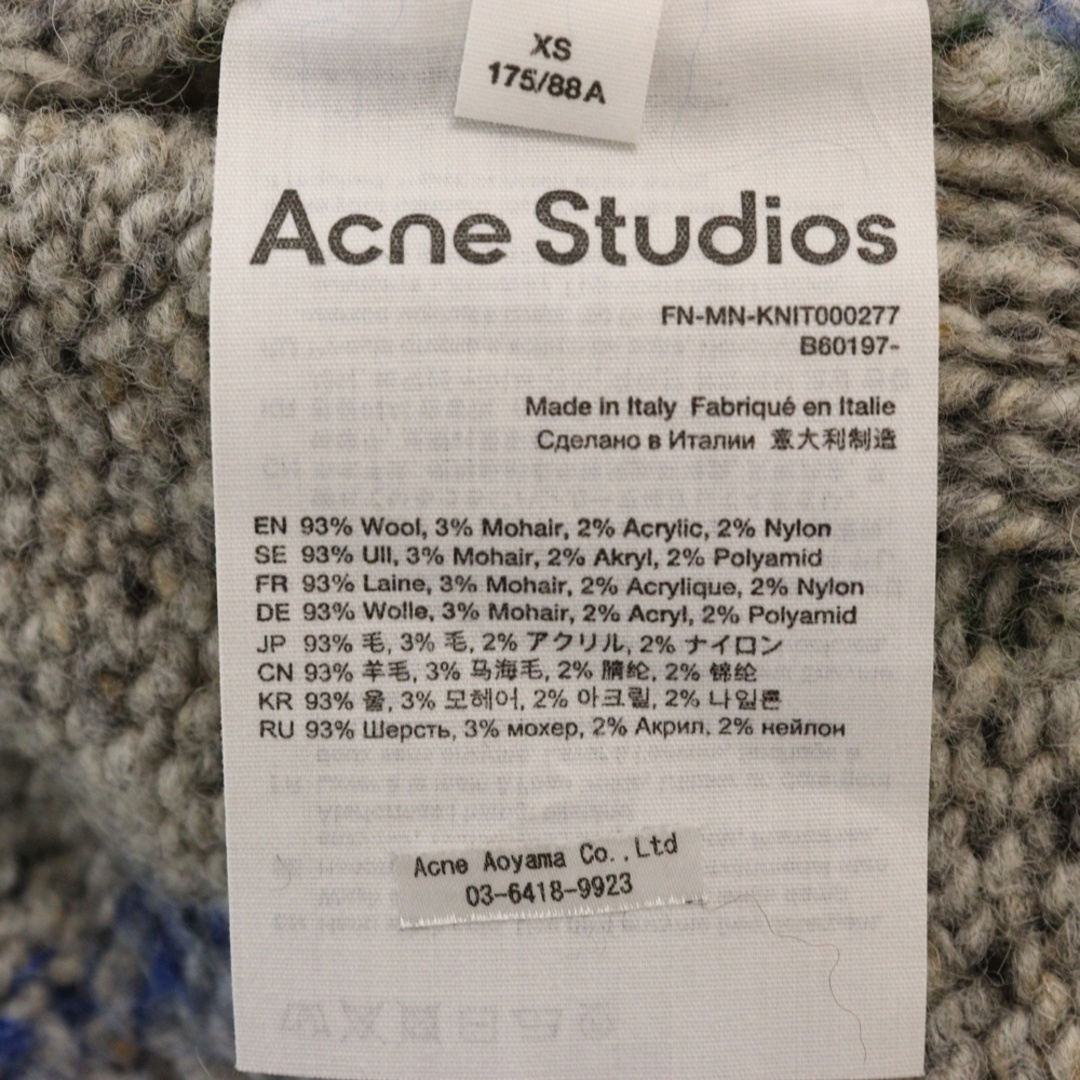 XS
175/88A
Acne Studios
FN-MN-KNIT000277
B60197-
Made in Italy Fabriqué en Italie
Сделано в Италии 意大利制造
EN 93% Wool, 3% Mohair, 2% Acrylic, 2% Nylon
SE 93% Ull, 3% Mohair, 2% Akryl, 2% Polyamid
FR 93% Laine, 3% Mohair, 2% Acrylique, 2% Nylon
DE 93% Wolle, 3% Mohair, 2% Acryl, 2% Polyamid
JP 93% 毛, 3% 毛, 2% アクリル, 2% ナイロン
CN 93% 羊毛, 3% 马海毛, 2% 腈纶, 2% 锦纶
KR 93% 울, 3% 모헤어, 2% 아크릴, 2% 나일론
RU 93% Шерсть, 3% мохер, 2% Акрил, 2% нейлон
Acne Aoyama Co.,Ltd
03-6418-9923